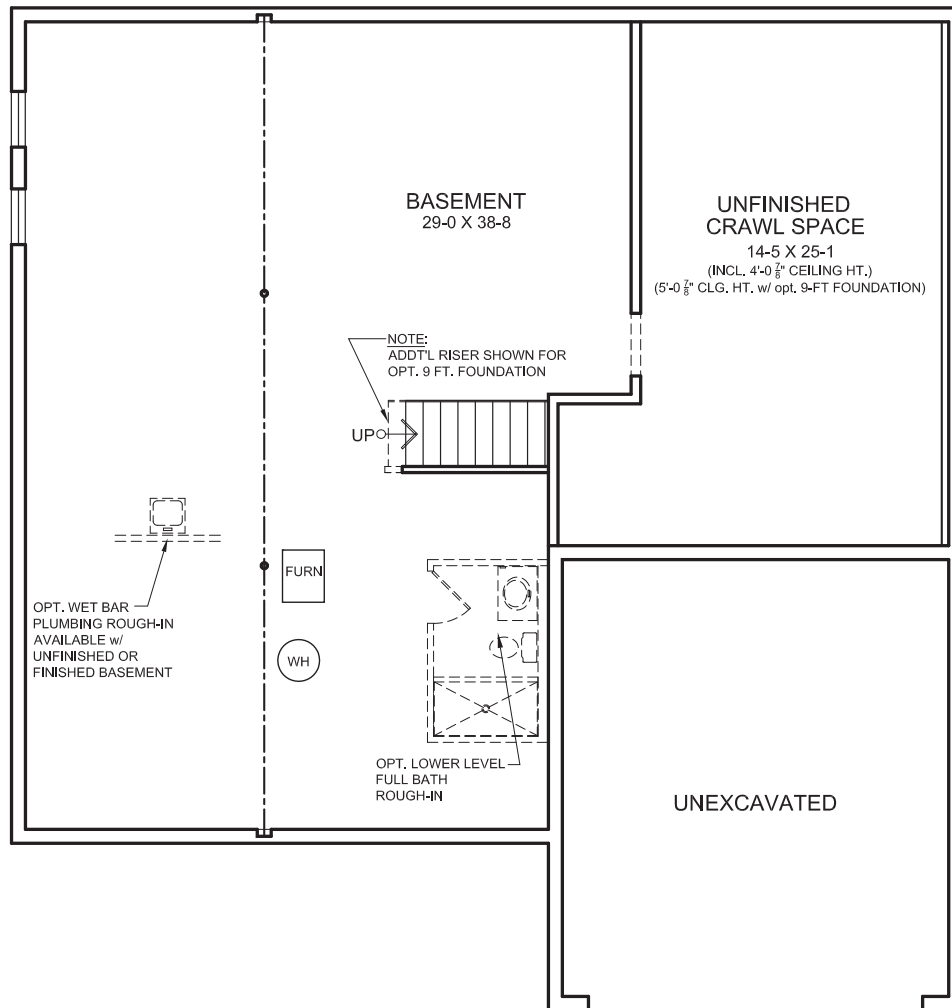 BASEMENT
29-0 X 38-8
UNFINISHED
CRAWL SPACE
14-5 X 25-1
(INCL. 4'-0 7/8" CEILING HT.)
(5'-0 7/8" CLG. HT. w/ opt. 9-FT FOUNDATION)
NOTE:
ADDT'L RISER SHOWN FOR
OPT. 9 FT. FOUNDATION
UP
FURN
OPT. WET BAR
PLUMBING ROUGH-IN
AVAILABLE w/
UNFINISHED OR
FINISHED BASEMENT
WH
OPT. LOWER LEVEL
FULL BATH
ROUGH-IN
UNEXCAVATED